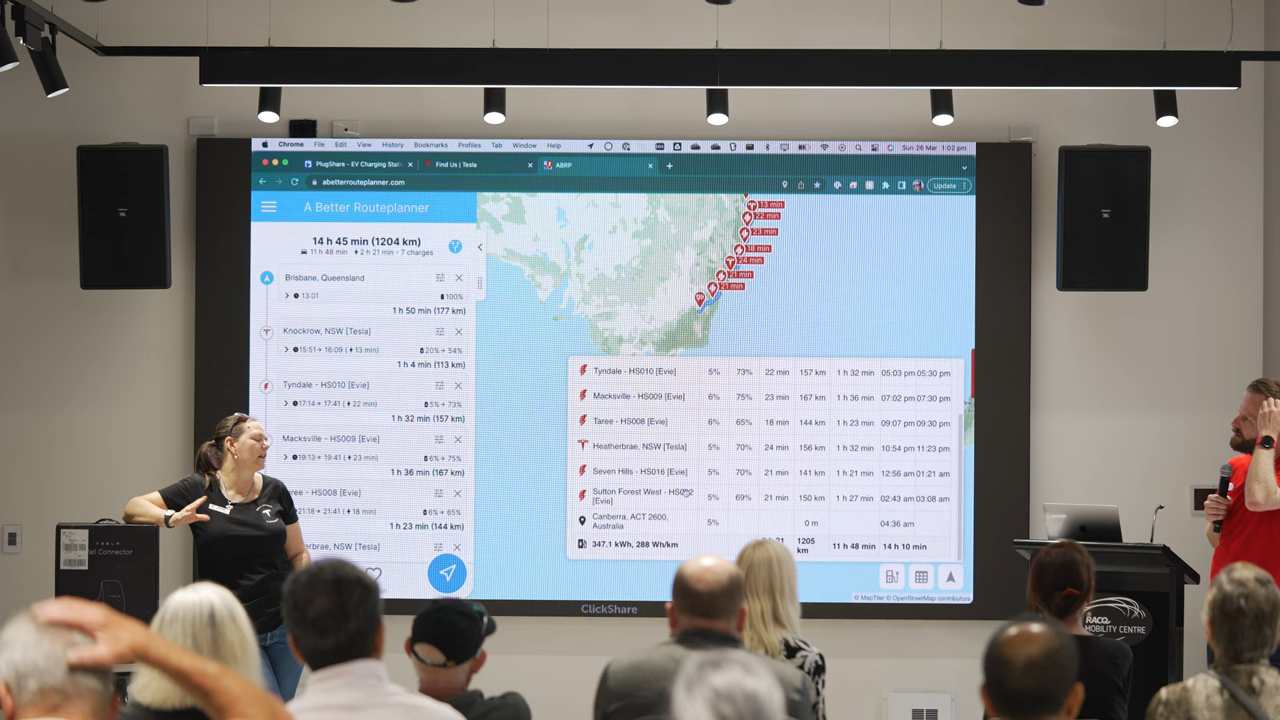 Chrome File Edit View History Bookmarks Profiles Tab Window Help
Sun 26 Mar 1:02 pm
PlugShare - EV Charging Stati
Find Us | Tesla
ABRP
abetterrouteplanner.com
Update
A Better Routeplanner
14 h 45 min (1204 km)
11 h 48 min 2 h 21 min - 7 charges
Brisbane, Queensland
13:01 100%
1 h 50 min (177 km)
Knockrow, NSW [Tesla]
15:51→ 16:09 ( 13 min) 20%→ 54%
1 h 4 min (113 km)
Tyndale - HS010 [Evie]
17:14→ 17:41 ( 22 min) 5%→ 73%
1 h 32 min (157 km)
Macksville - HS009 [Evie]
19:13→ 19:41 ( 23 min) 6%→ 75%
1 h 36 min (167 km)
ree - HS008 [Evie]
21:18→ 21:41 ( 18 min) 6%→ 65%
1 h 23 min (144 km)
erbrae, NSW [Tesla]
13 min
22 min
23 min
18 min
24 min
21 min
21 min
Tyndale - HS010 [Evie] 5% 73% 22 min 157 km 1 h 32 min 05:03 pm 05:30 pm
Macksville - HS009 [Evie] 6% 75% 23 min 167 km 1 h 36 min 07:02 pm 07:30 pm
Taree - HS008 [Evie] 6% 65% 18 min 144 km 1 h 23 min 09:07 pm 09:30 pm
Heatherbrae, NSW [Tesla] 5% 70% 24 min 156 km 1 h 32 min 10:54 pm 11:23 pm
Seven Hills - HS016 [Evie] 5% 70% 21 min 141 km 1 h 21 min 12:56 am 01:21 am
Sutton Forest West - HS002
[Evie] 5% 69% 21 min 150 km 1 h 27 min 02:43 am 03:08 am
Canberra, ACT 2600,
Australia 5% 0 m 04:36 am
347.1 kWh, 288 Wh/km 1205 km 11 h 48 min 14 h 10 min
© MapTiler © OpenStreetMap contributors
ClickShare
TESLA
all Connector
RACQ
MOBILITY CENTRE
JBL
JBL